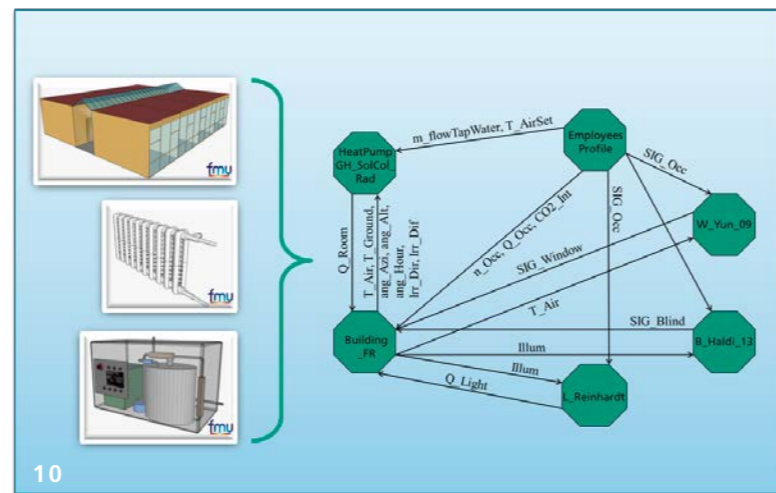 fmu
fmu
fmu
m_flowTapWater, T_AirSet
Employees
Profile
HeatPump
GH_SolCol_
Rad
SIG_Occ
SIG_Occ
W_Yun_09
Q_Room
T_Air, T_Ground,
ang_Azi, ang_Alt,
ang_Hour,
Irr_Dir, Irr_Dif
n_Occ, Q_Occ, CO2_Int
SIG_Window
T_Air
SIG_Blind
Building
_FR
Illum
B_Haldi_13
Illum
Q_Light
L_Reinhardt
10